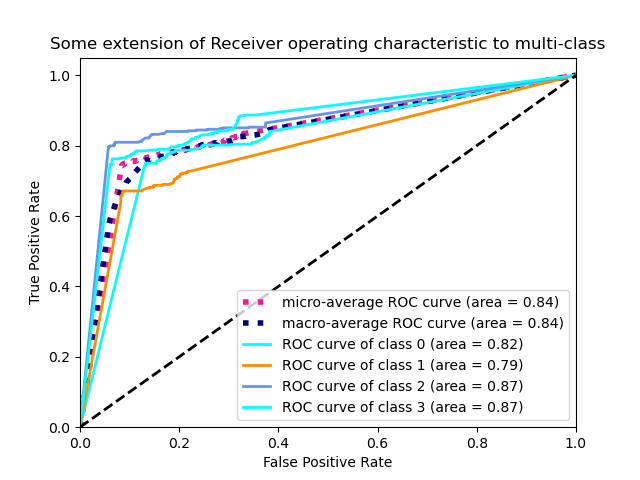 Some extension of Receiver operating characteristic to multi-class
1.0
0.8
0.6
0.4
0.2
0.0
True Positive Rate
micro-average ROC curve (area = 0.84)
macro-average ROC curve (area = 0.84)
ROC curve of class 0 (area = 0.82)
ROC curve of class 1 (area = 0.79)
ROC curve of class 2 (area = 0.87)
ROC curve of class 3 (area = 0.87)
0.0 0.2 0.4 0.6 0.8 1.0
False Positive Rate